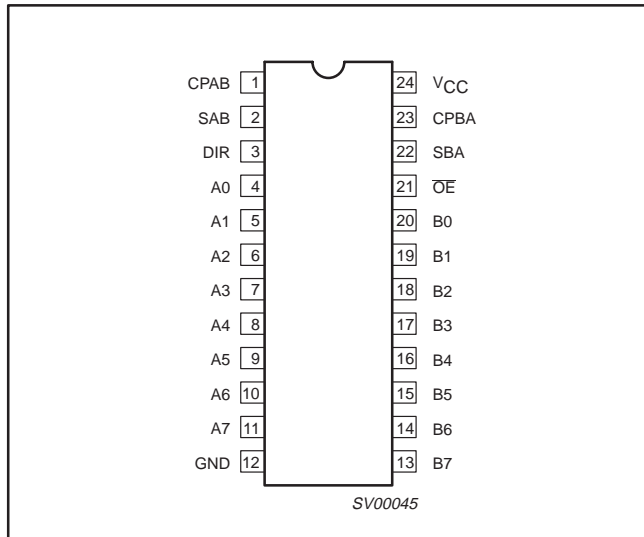 CPAB 1 24 VCC
SAB 2 23 CPBA
DIR 3 22 SBA
A0 4 21 O̅E̅
A1 5 20 B0
A2 6 19 B1
A3 7 18 B2
A4 8 17 B3
A5 9 16 B4
A6 10 15 B5
A7 11 14 B6
GND 12 13 B7
SV00045